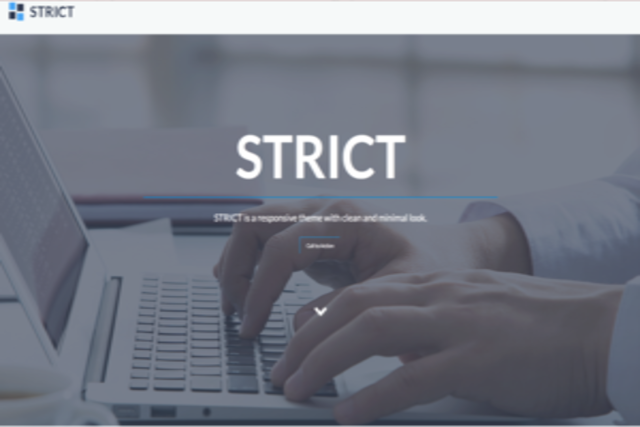 STRICT
STRICT
STRICT is a responsive theme with clean and minimal look.
Call to Action